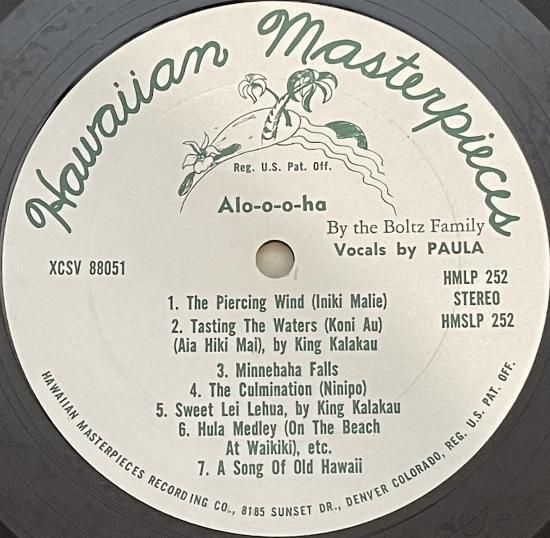 Hawaiian Masterpieces
Reg. U.S. Pat. Off.
Alo-o-o-ha
By the Boltz Family
Vocals by PAULA
XCSV 88051
HMLP 252
STEREO
HMSLP 252
1. The Piercing Wind (Iniki Malie)
2. Tasting The Waters (Koni Au)
(Aia Hiki Mai), by King Kalakau
3. Minnehaha Falls
4. The Culmination (Ninipo)
5. Sweet Lei Lehua, by King Kalakau
6. Hula Medley (On The Beach
At Waikiki), etc.
7. A Song Of Old Hawaii
HAWAIIAN MASTERPIECES RECORDING CO., 8185 SUNSET DR., DENVER COLORADO, REG. U.S. PAT. OFF.